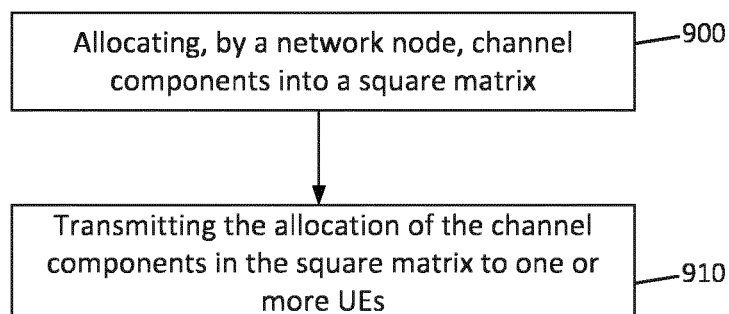 Allocating, by a network node, channel
components into a square matrix
900
Transmitting the allocation of the channel
components in the square matrix to one or
more UEs
910